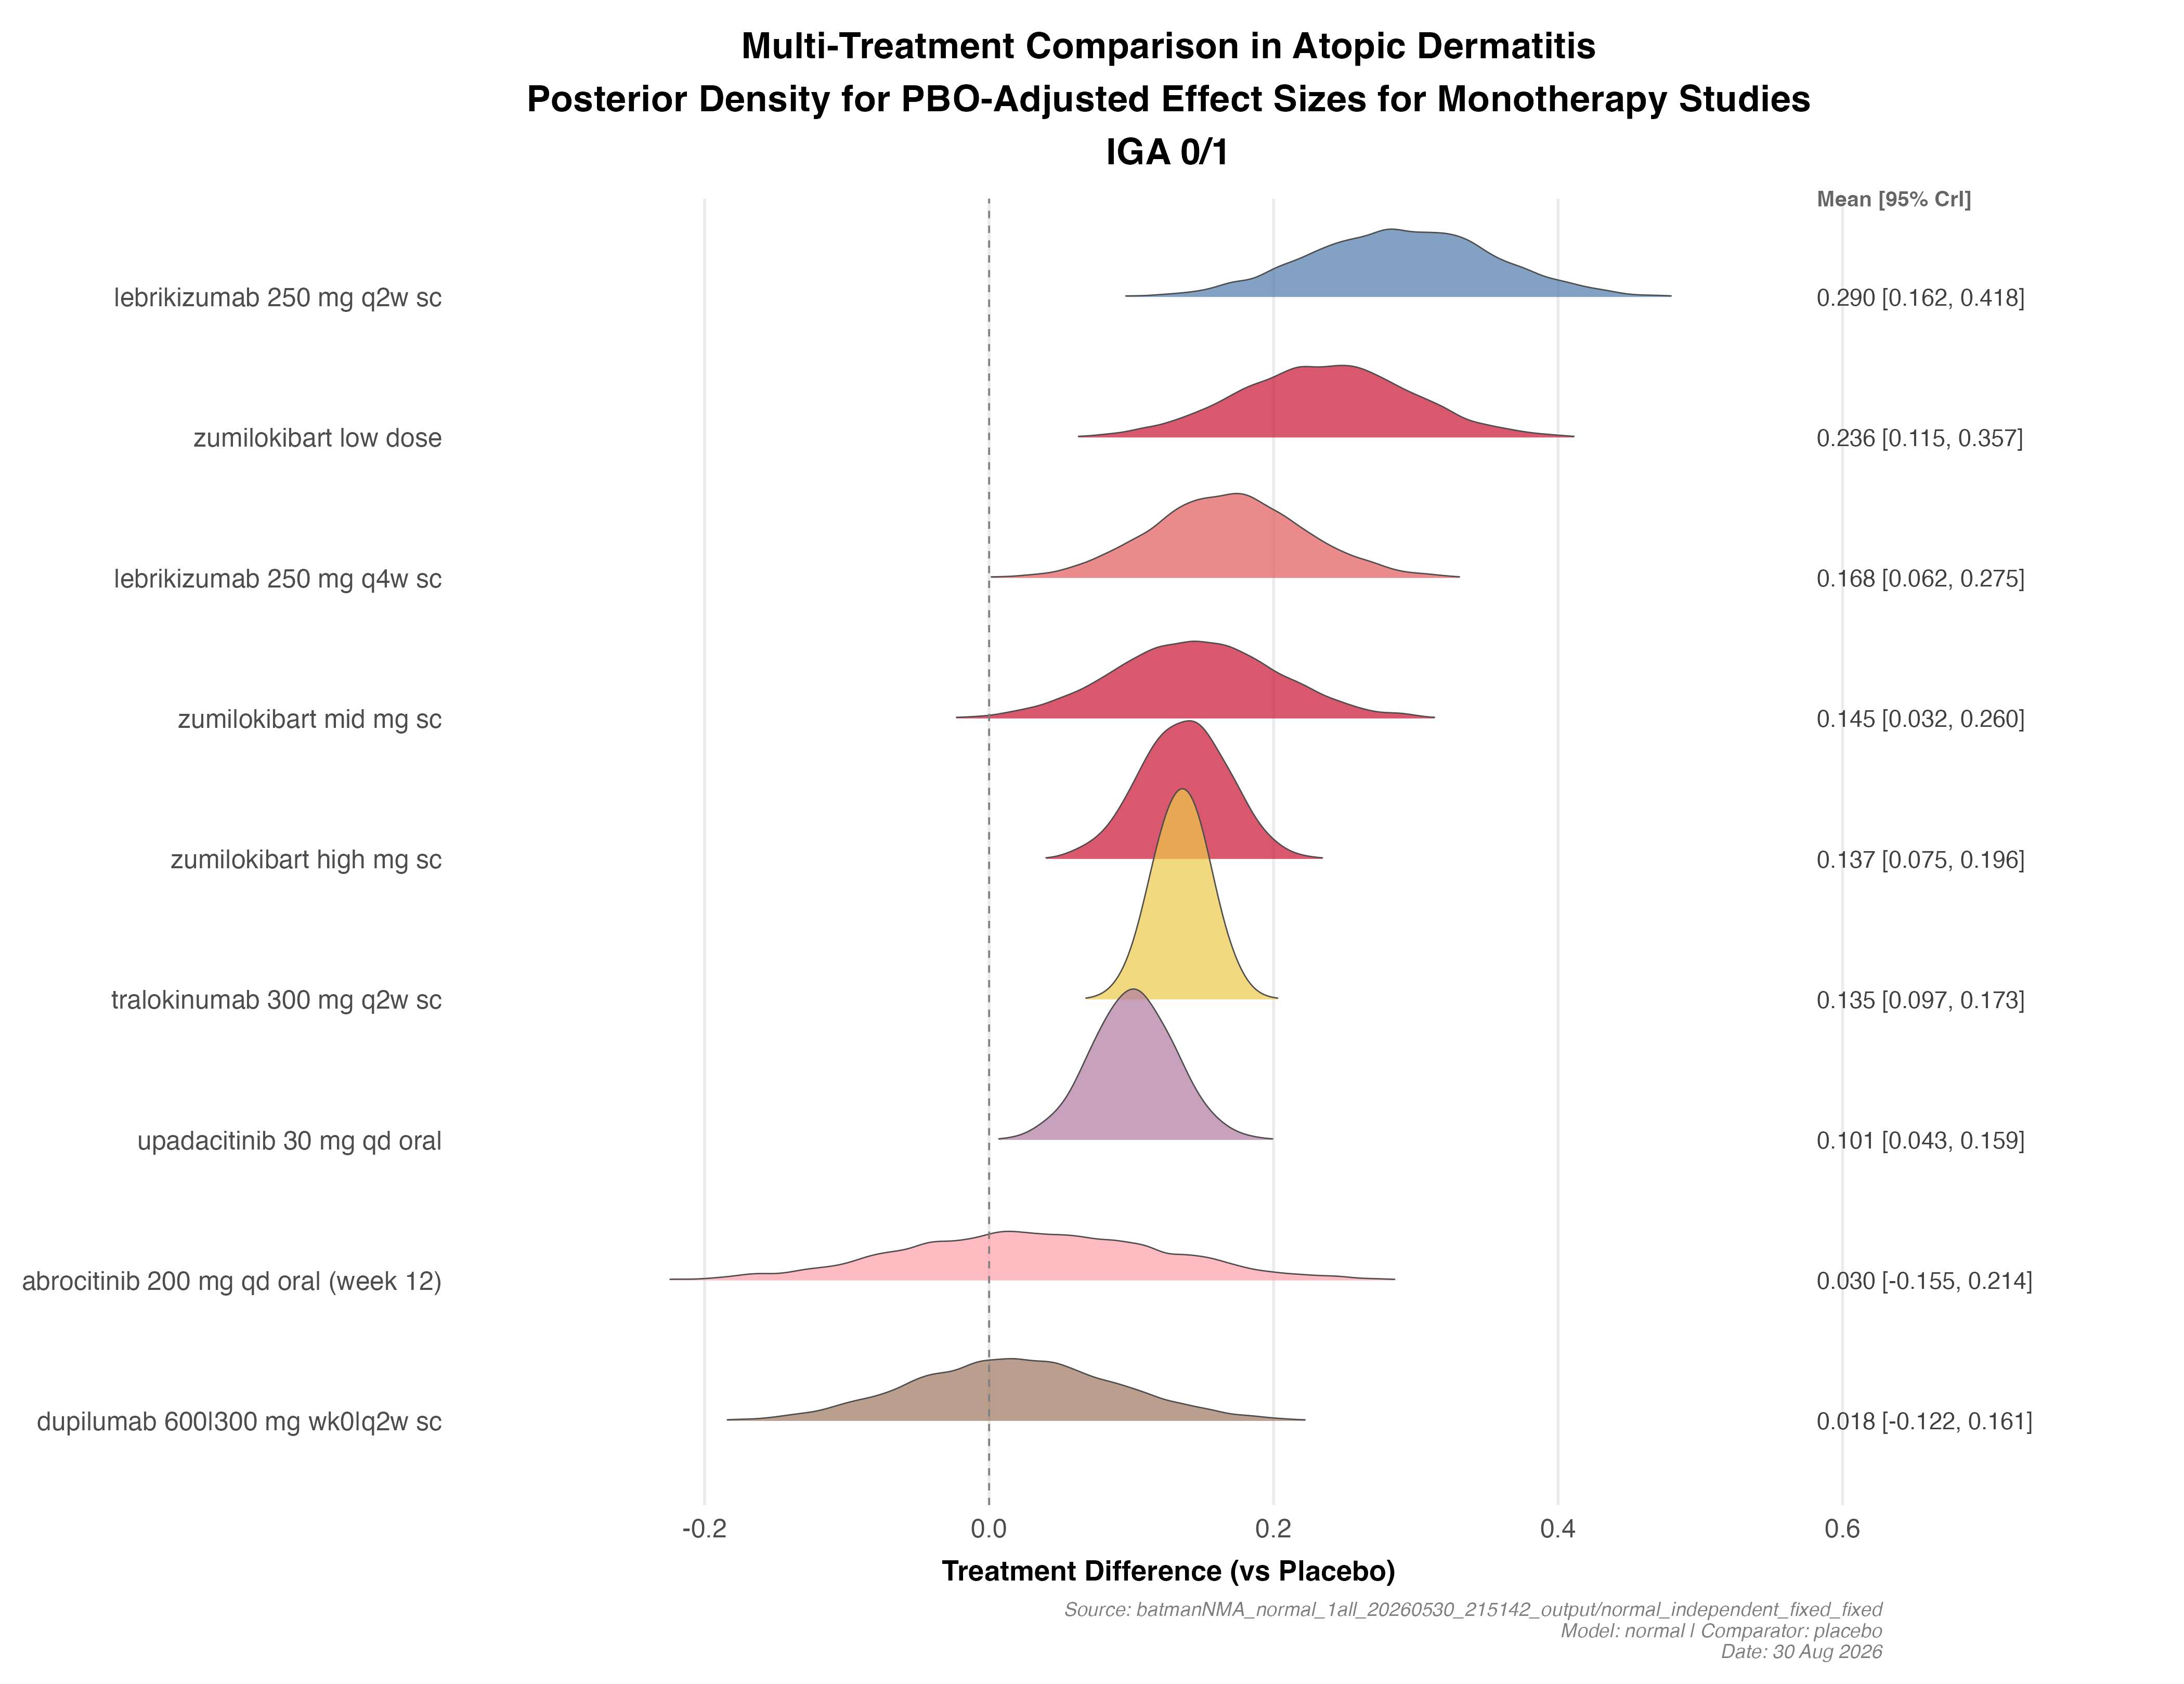 Multi-Treatment Comparison in Atopic Dermatitis
Posterior Density for PBO-Adjusted Effect Sizes for Monotherapy Studies
IGA 0/1
Mean [95% CrI]
lebrikizumab 250 mg q2w sc 0.290 [0.162, 0.418]
zumilokibart low dose 0.236 [0.115, 0.357]
lebrikizumab 250 mg q4w sc 0.168 [0.062, 0.275]
zumilokibart mid mg sc 0.145 [0.032, 0.260]
zumilokibart high mg sc 0.137 [0.075, 0.196]
tralokinumab 300 mg q2w sc 0.135 [0.097, 0.173]
upadacitinib 30 mg qd oral 0.101 [0.043, 0.159]
abrocitinib 200 mg qd oral (week 12) 0.030 [-0.155, 0.214]
dupilumab 600|300 mg wk0|q2w sc 0.018 [-0.122, 0.161]
-0.2 0.0 0.2 0.4 0.6
Treatment Difference (vs Placebo)
Source: batmanNMA_normal_1all_20260530_215142_output/normal_independent_fixed_fixed
Model: normal | Comparator: placebo
Date: 30 Aug 2026